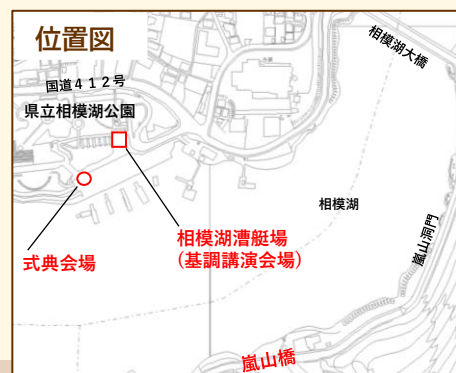 位置図
相模湖大橋
国道４１２号
県立相模湖公園
相模湖
嵐山洞門
相模湖漕艇場
（基調講演会場）
式典会場
嵐山橋